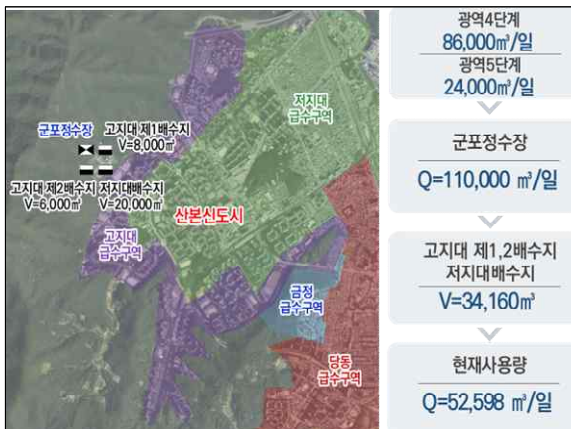 군포정수장
고지대 제1배수지
V=8,000㎥
고지대 제2배수지
V=6,000㎥
저지대배수지
V=20,000㎥
저지대
급수구역
산본신도시
고지대
급수구역
금정
급수구역
당동
급수구역
광역4단계
86,000㎥/일
광역5단계
24,000㎥/일
군포정수장
Q=110,000 ㎥/일
고지대 제1,2배수지
저지대배수지
V=34,160㎥
현재사용량
Q=52,598 ㎥/일